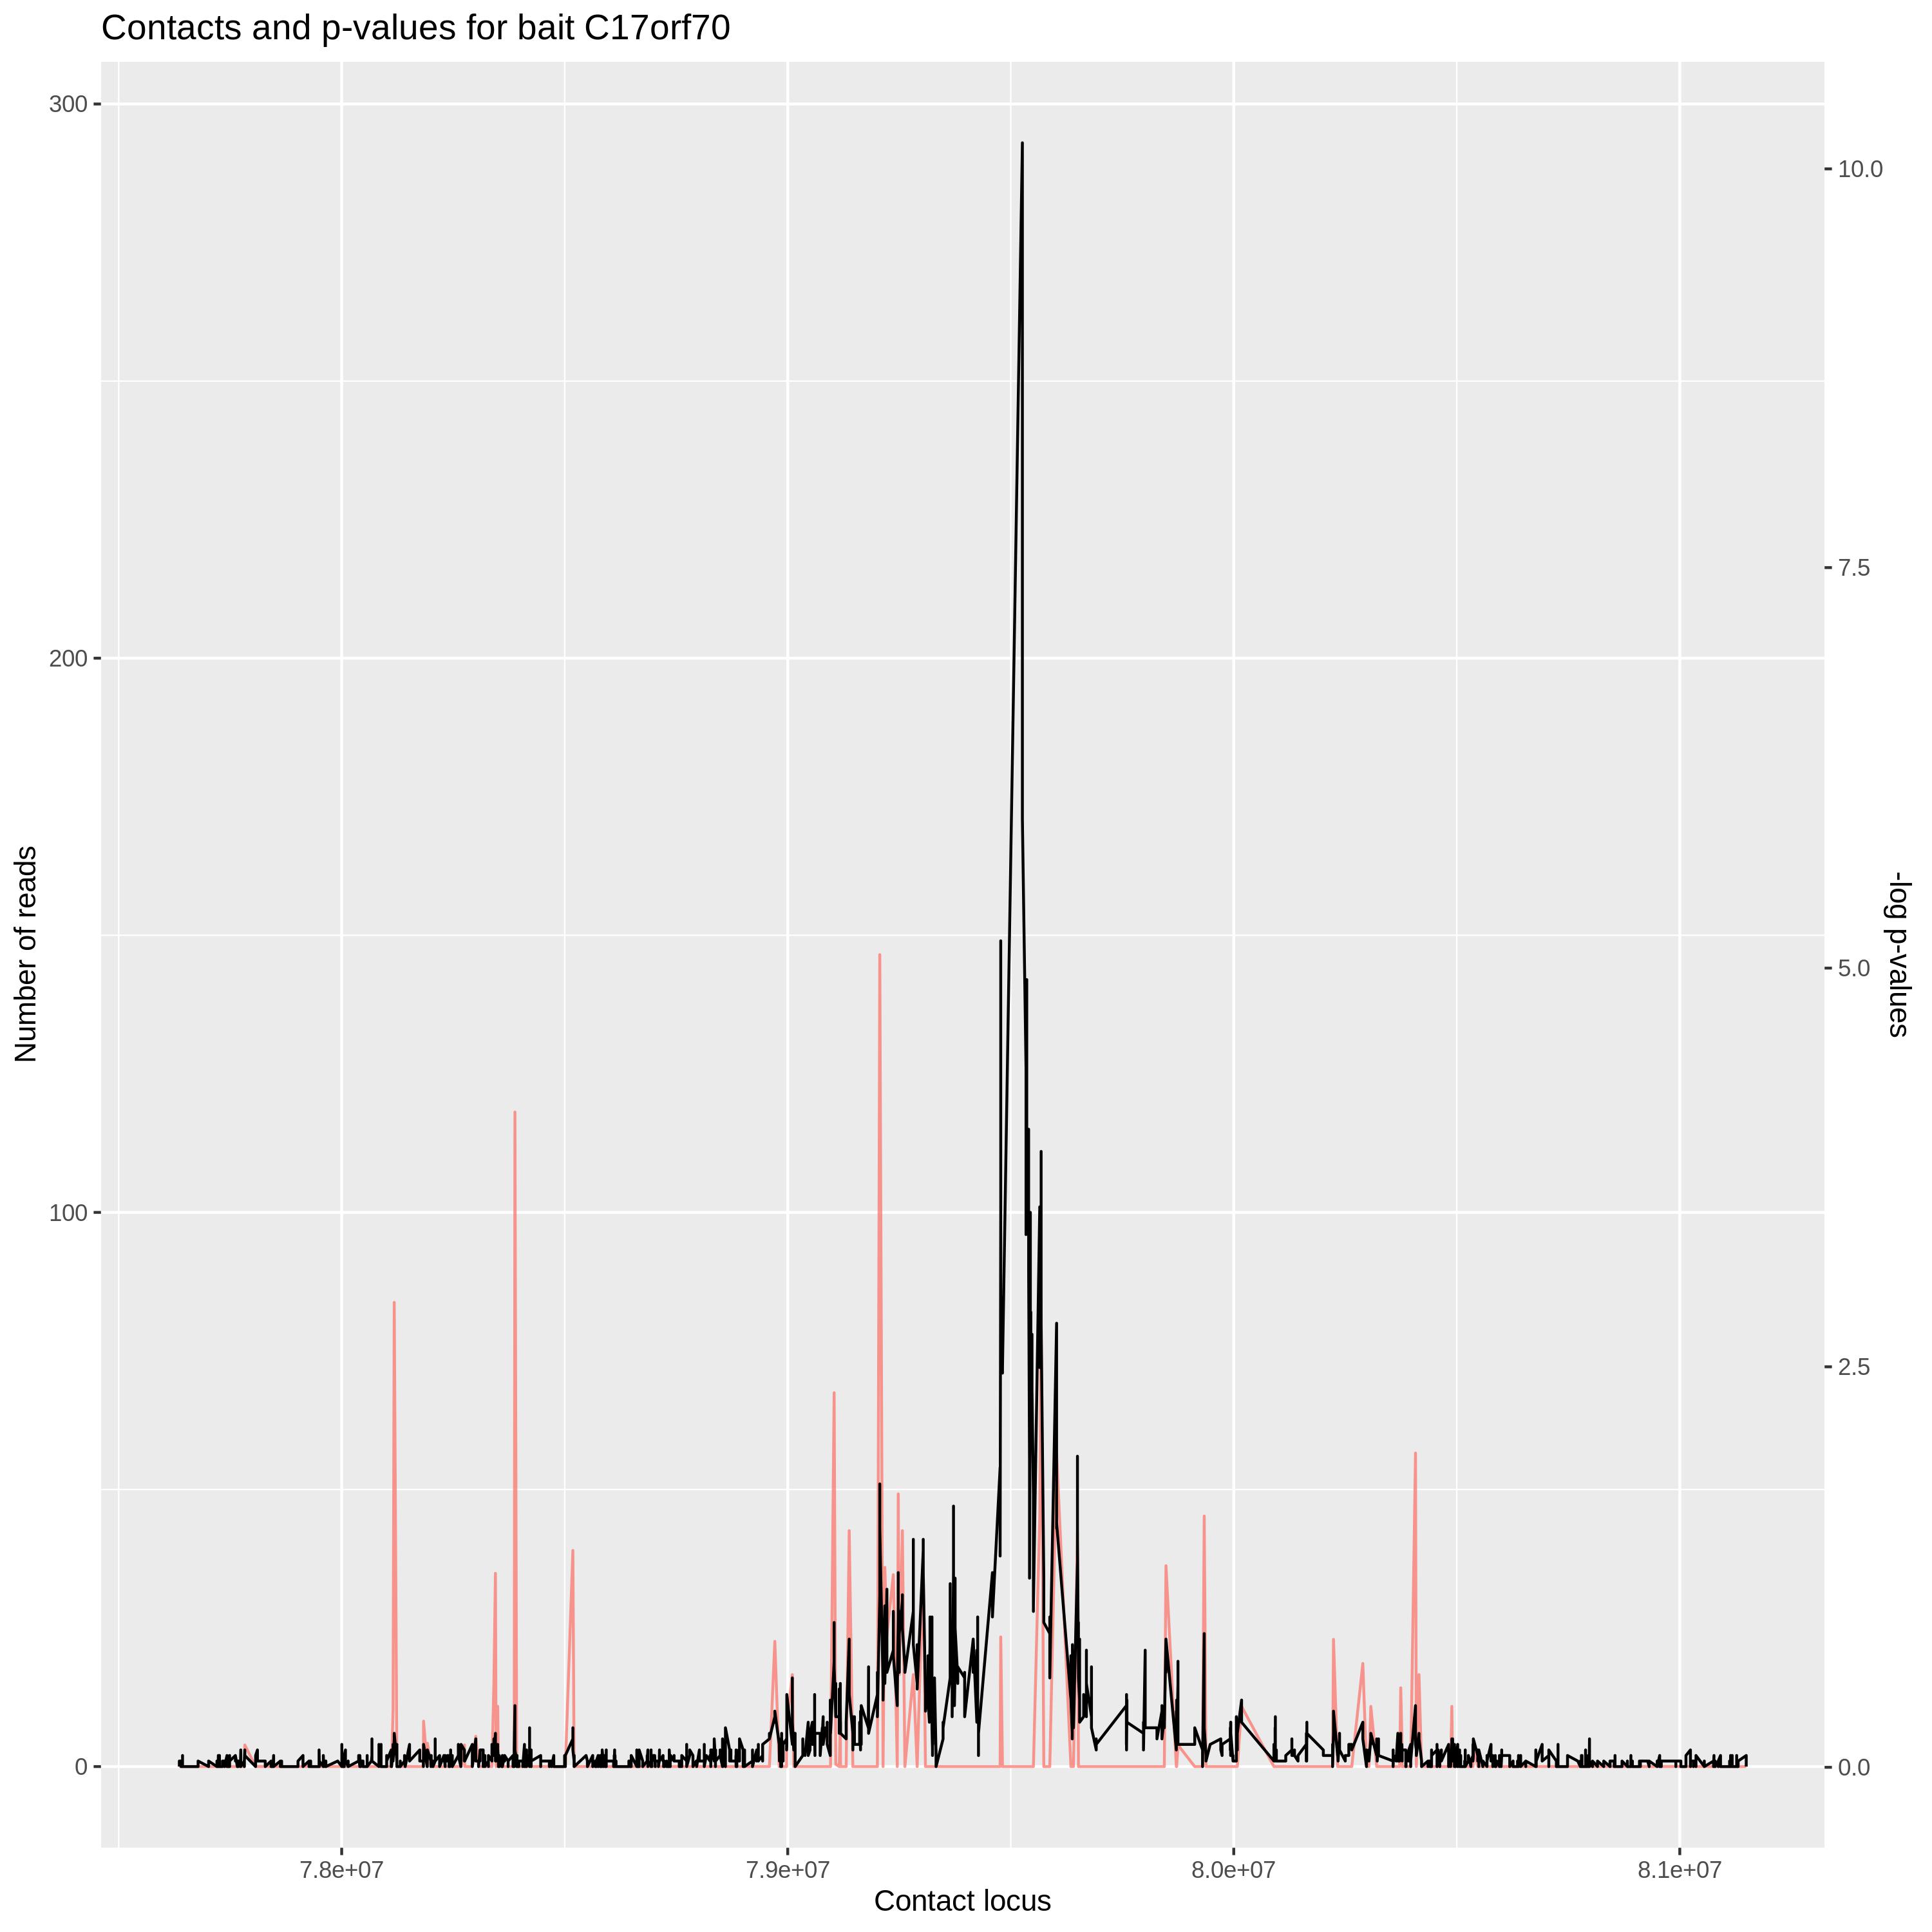 Contacts and p-values for bait C17orf70
300
200
100
0
10.0
7.5
5.0
2.5
0.0
Number of reads
-log p-values
7.8e+07
7.9e+07
8.0e+07
8.1e+07
Contact locus